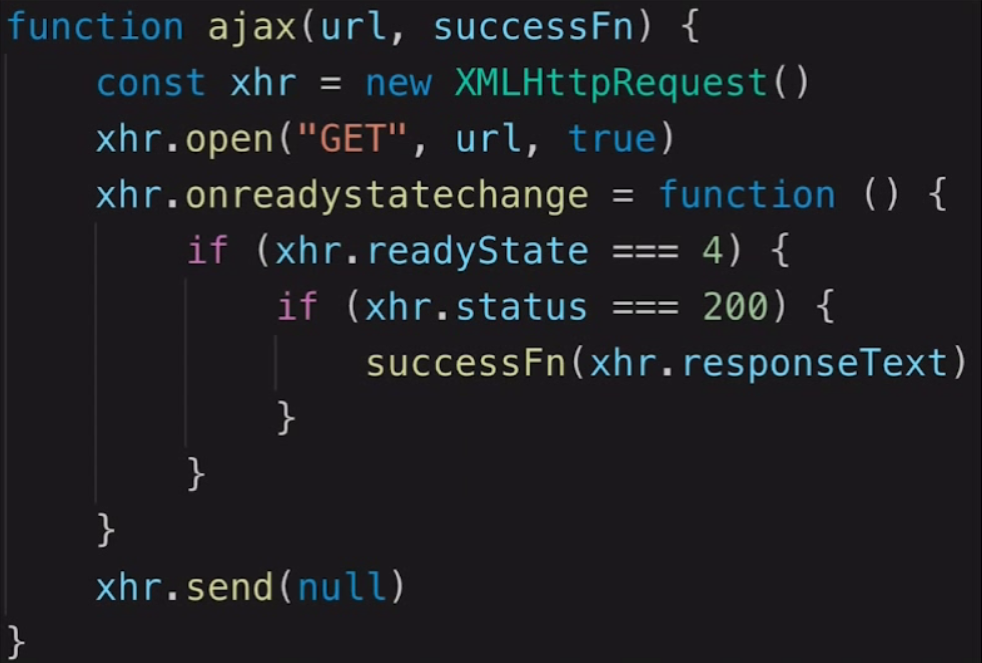 function ajax(url, successFn) {
    const xhr = new XMLHttpRequest()
    xhr.open("GET", url, true)
    xhr.onreadystatechange = function () {
        if (xhr.readyState === 4) {
            if (xhr.status === 200) {
                successFn(xhr.responseText)
            }
        }
    }
    xhr.send(null)
}